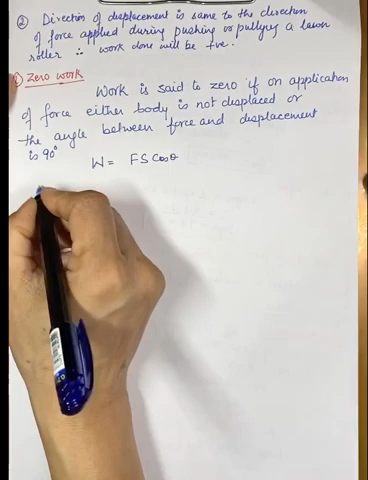 ② Direction of displacement is same to the direction
of force applied during pushing or pullying a lawn
roller ∴ work done will be +ve.
Zero work
Work is said to zero if on application
of force either body is not displaced or
the angle between force and displacement
is 90°
W = FS cosθ